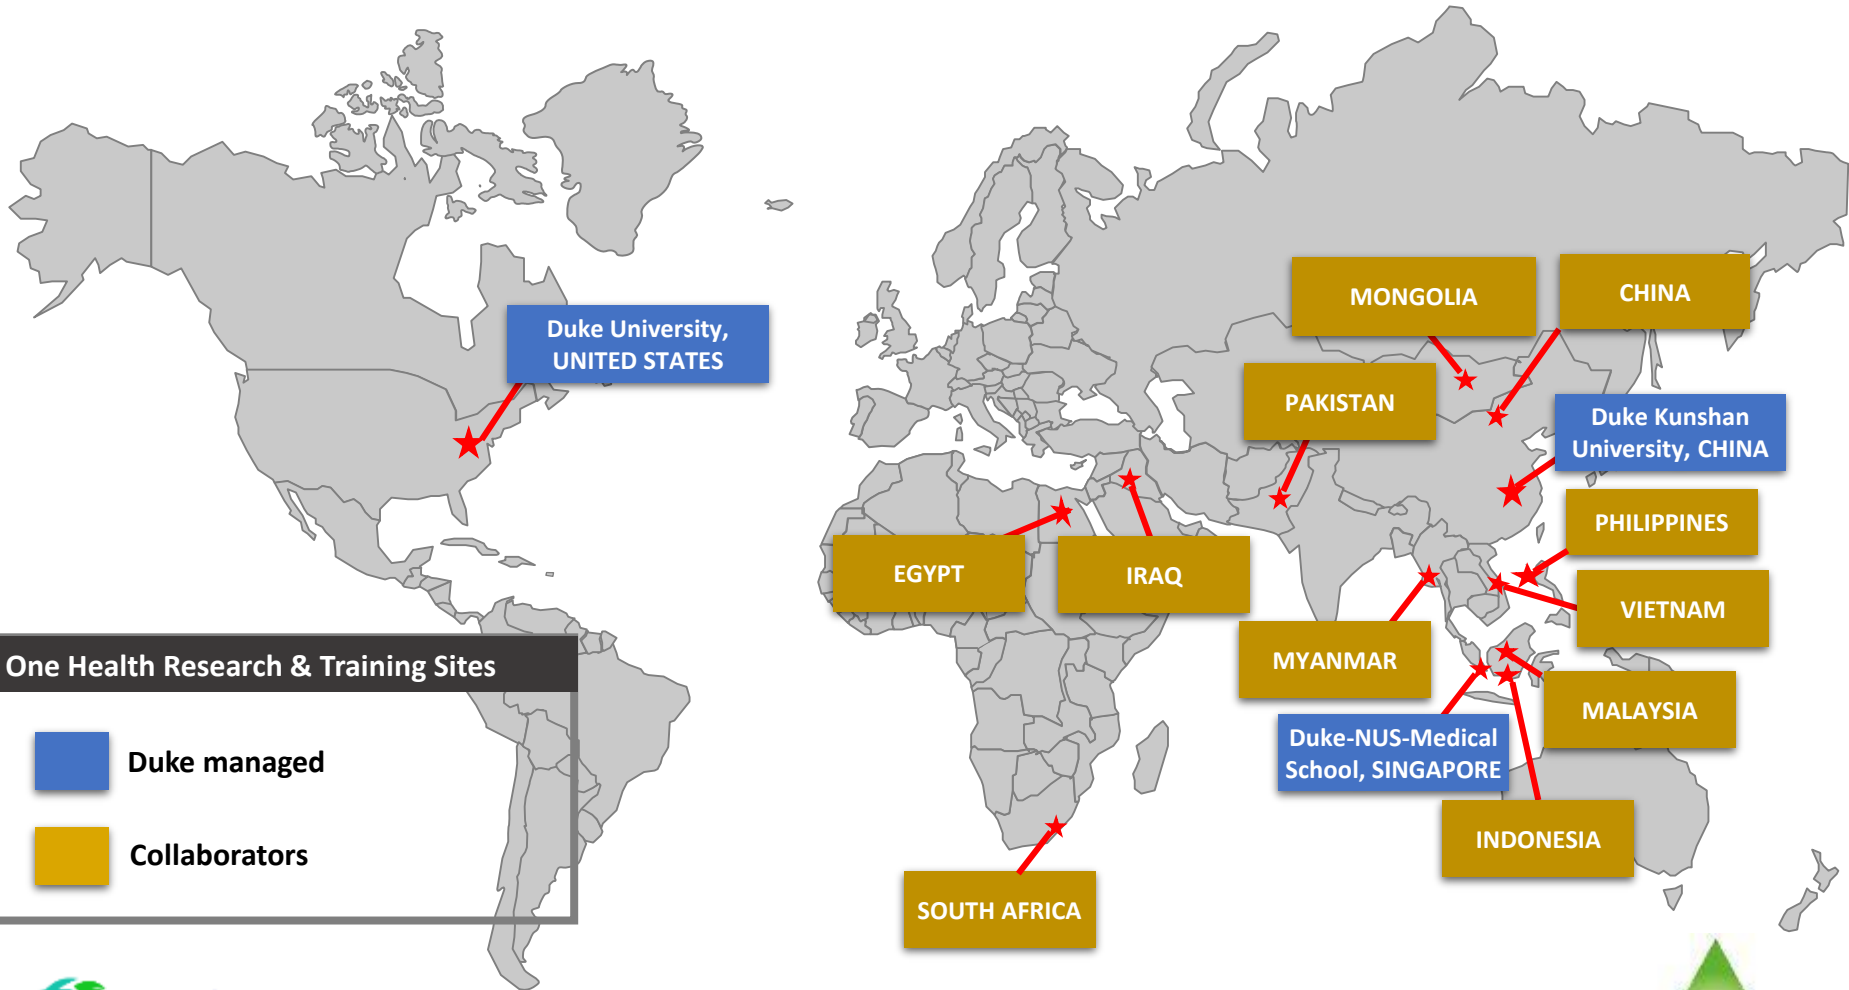 MONGOLIA
CHINA
Duke University,
UNITED STATES
PAKISTAN
Duke Kunshan
University, CHINA
PHILIPPINES
EGYPT
IRAQ
VIETNAM
MYANMAR
One Health Research & Training Sites
MALAYSIA
Duke-NUS-Medical
School, SINGAPORE
Duke managed
INDONESIA
Collaborators
SOUTH AFRICA